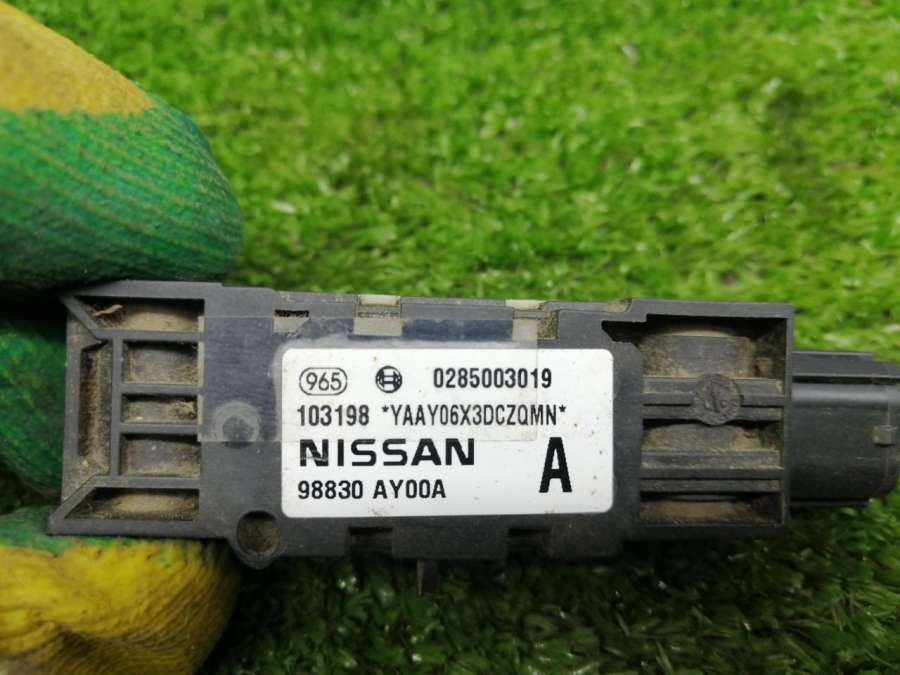 965 0285003019
103198 *YAAY06X3DCZQMN*
NISSAN A
98830 AY00A